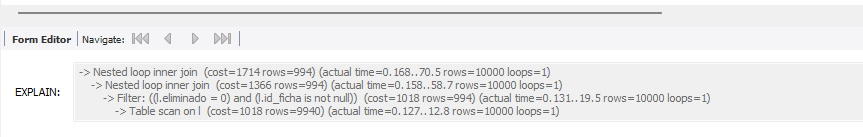 Form Editor Navigate:
EXPLAIN:
-> Nested loop inner join (cost=1714 rows=994) (actual time=0.168..70.5 rows=10000 loops=1)
-> Nested loop inner join (cost=1366 rows=994) (actual time=0.158..58.7 rows=10000 loops=1)
-> Filter: ((l.eliminado = 0) and (l.id_ficha is not null)) (cost=1018 rows=994) (actual time=0.131..19.5 rows=10000 loops=1)
-> Table scan on l (cost=1018 rows=9940) (actual time=0.127..12.8 rows=10000 loops=1)